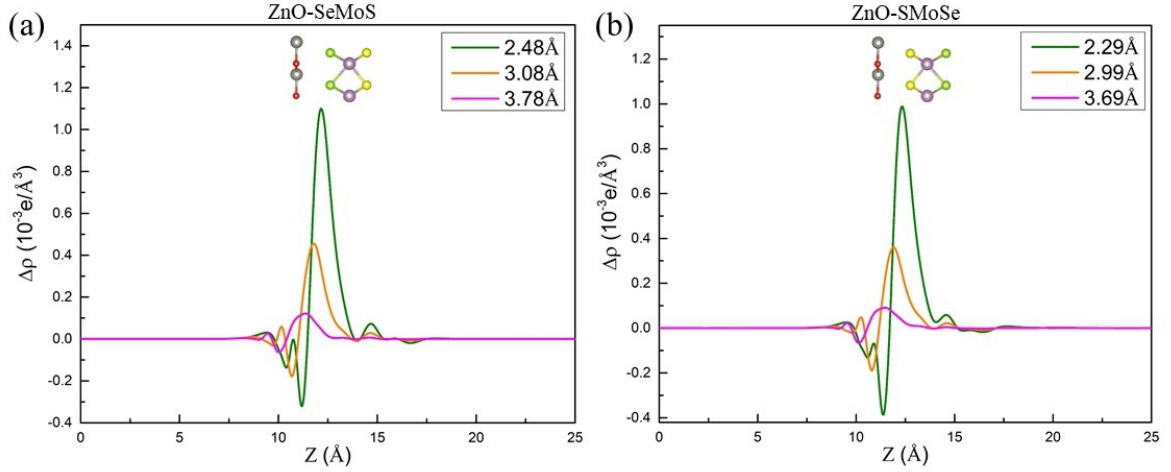 (a)
ZnO-SeMoS
2.48Å
3.08Å
3.78Å
1.4
1.2
1.0
0.8
0.6
0.4
0.2
0.0
-0.2
-0.4
Δρ (10⁻³e/Å³)
0 5 10 15 20 25
Z (Å)
(b)
ZnO-SMoSe
2.29Å
2.99Å
3.69Å
1.2
1.0
0.8
0.6
0.4
0.2
0.0
-0.2
-0.4
Δρ (10⁻³e/Å³)
0 5 10 15 20 25
Z (Å)